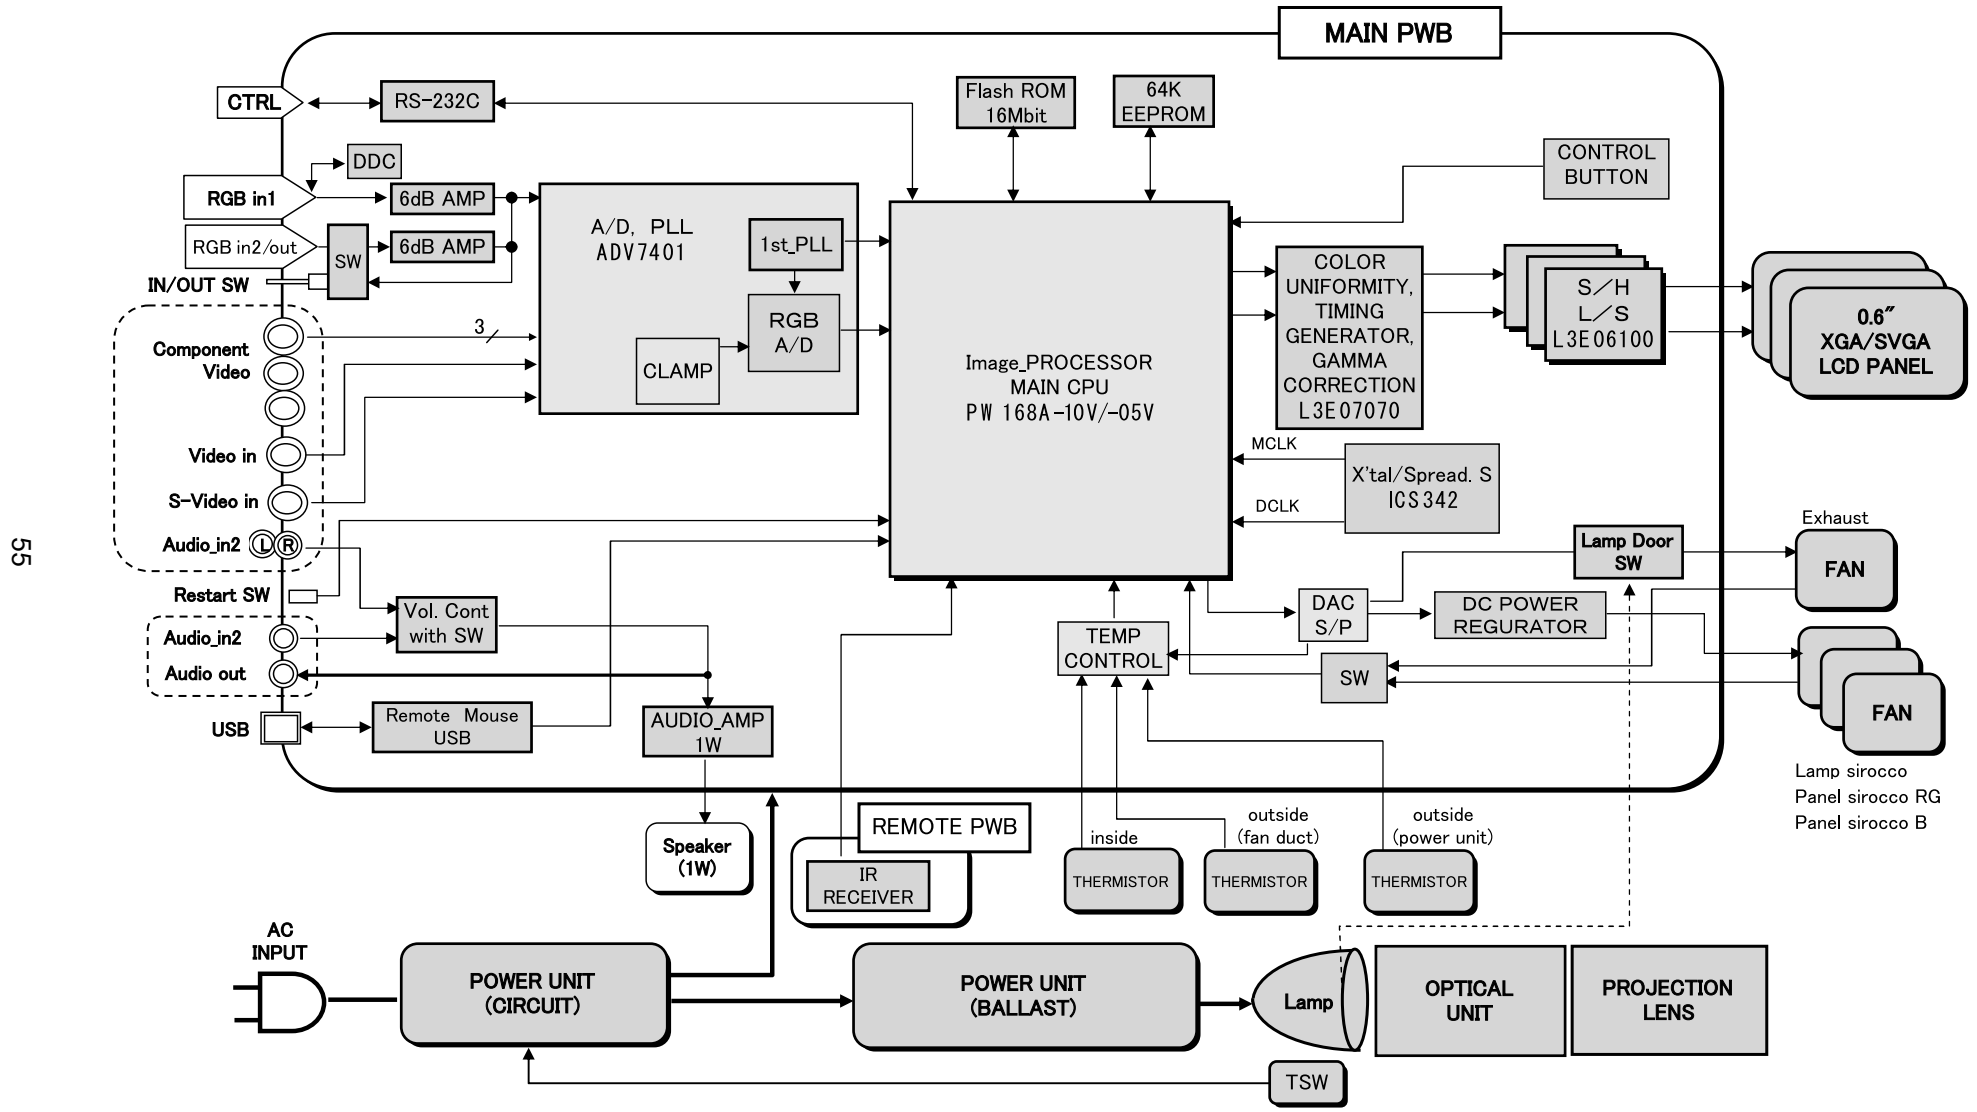 MAIN PWB
CTRL
RS-232C
Flash ROM
16Mbit
64K
EEPROM
DDC
CONTROL
BUTTON
RGB in1
6dB AMP
RGB in2/out
SW
6dB AMP
IN/OUT SW
A/D, PLL
ADV7401
1st_PLL
RGB
A/D
CLAMP
3
Component
Video
Video in
S-Video in
Audio_in2
L
R
Restart SW
Audio_in2
Audio out
USB
Vol. Cont
with SW
Remote Mouse
USB
AUDIO_AMP
1W
Speaker
(1W)
Image_PROCESSOR
MAIN CPU
PW 168A-10V/-05V
COLOR
UNIFORMITY,
TIMING
GENERATOR,
GAMMA
CORRECTION
L3E07070
S/H
L/S
L3E06100
0.6″
XGA/SVGA
LCD PANEL
MCLK
DCLK
X'tal/Spread. S
ICS342
Lamp Door
SW
Exhaust
FAN
DAC
S/P
DC POWER
REGURATOR
TEMP
CONTROL
SW
FAN
Lamp sirocco
Panel sirocco RG
Panel sirocco B
REMOTE PWB
IR
RECEIVER
inside
THERMISTOR
outside
(fan duct)
THERMISTOR
outside
(power unit)
THERMISTOR
AC
INPUT
POWER UNIT
(CIRCUIT)
POWER UNIT
(BALLAST)
Lamp
OPTICAL
UNIT
PROJECTION
LENS
TSW
55